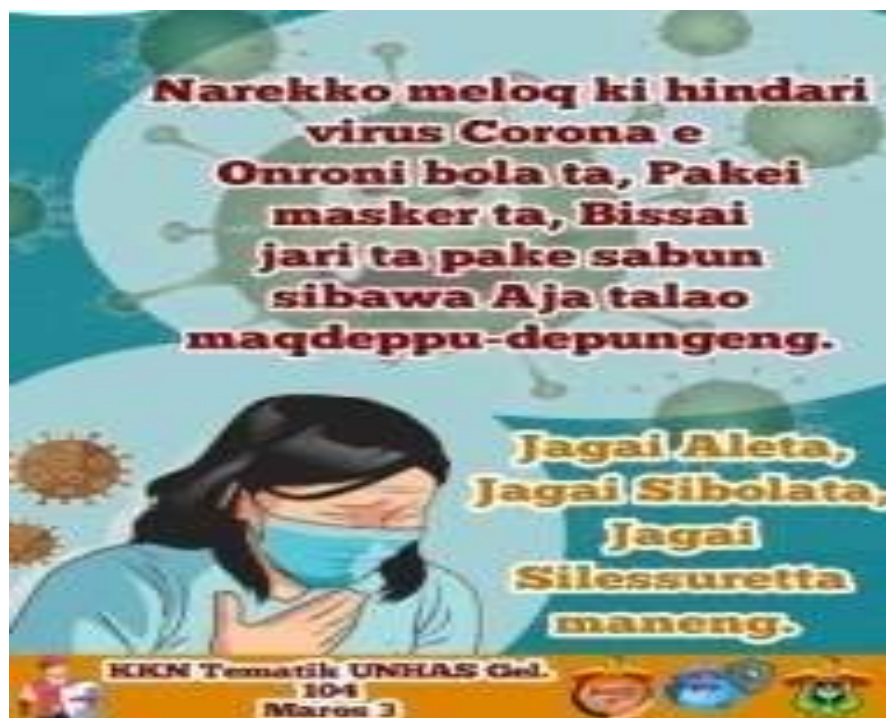 Narekko meloq ki hindari
virus Corona e
Onroni bola ta, Pakei
masker ta, Bissai
jari ta pake sabun
sibawa Aja talao
maqdeppu-depungeng.
Jagai Aleta,
Jagai Sibolata,
Jagai
Silessuretta
maneng.
KKN Tematik UNHAS Gel.
104
Maros 3